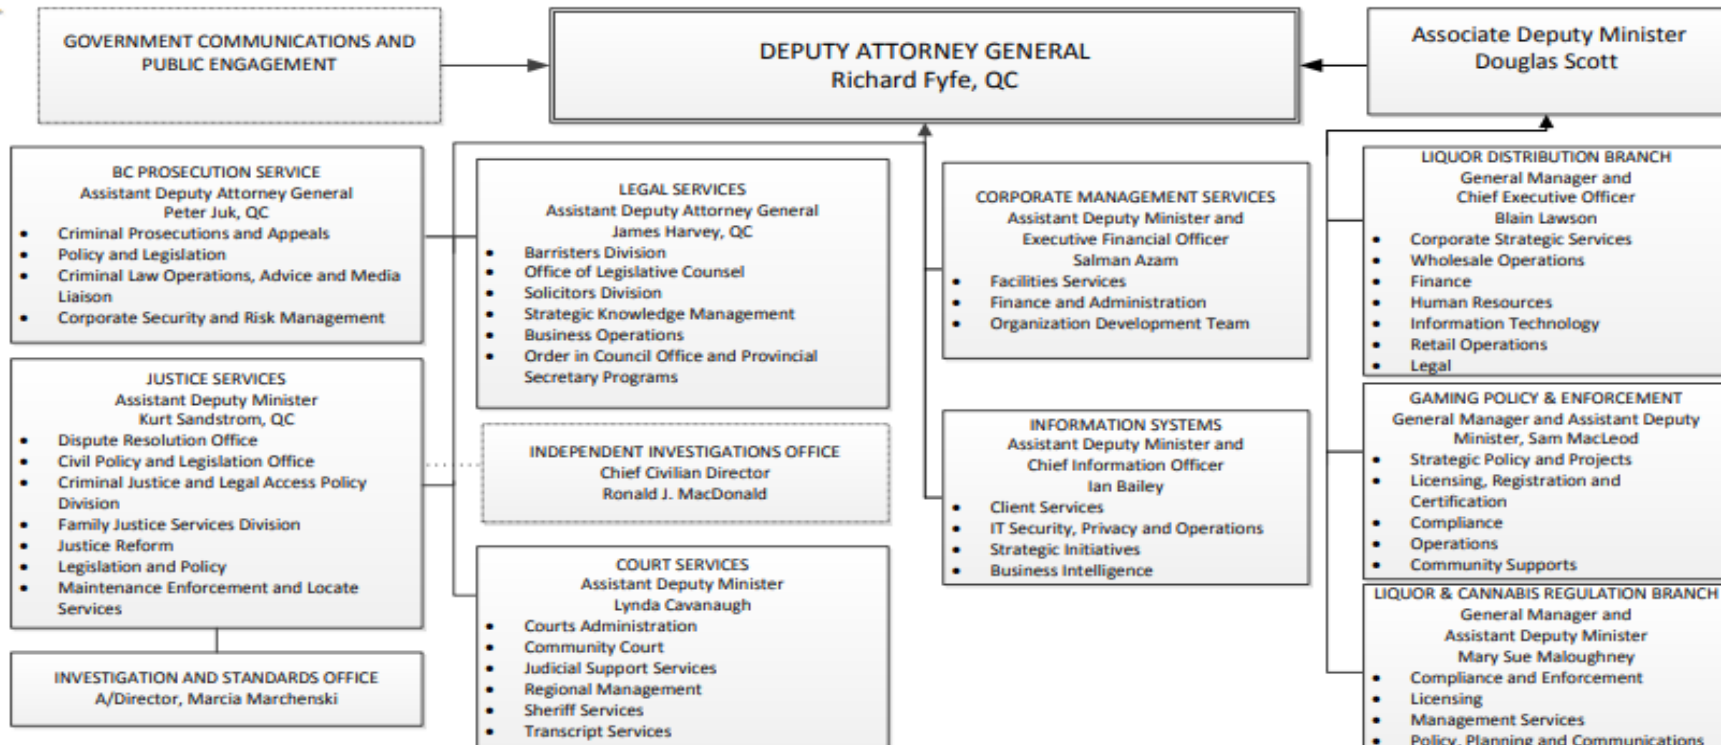 GOVERNMENT COMMUNICATIONS AND
PUBLIC ENGAGEMENT
DEPUTY ATTORNEY GENERAL
Richard Fyfe, QC
Associate Deputy Minister
Douglas Scott
BC PROSECUTION SERVICE
Assistant Deputy Attorney General
Peter Juk, QC
• Criminal Prosecutions and Appeals
• Policy and Legislation
• Criminal Law Operations, Advice and Media
Liaison
• Corporate Security and Risk Management
JUSTICE SERVICES
Assistant Deputy Minister
Kurt Sandstrom, QC
• Dispute Resolution Office
• Civil Policy and Legislation Office
• Criminal Justice and Legal Access Policy
Division
• Family Justice Services Division
• Justice Reform
• Legislation and Policy
• Maintenance Enforcement and Locate
Services
INVESTIGATION AND STANDARDS OFFICE
A/Director, Marcia Marchenski
LEGAL SERVICES
Assistant Deputy Attorney General
James Harvey, QC
• Barristers Division
• Office of Legislative Counsel
• Solicitors Division
• Strategic Knowledge Management
• Business Operations
• Order in Council Office and Provincial
Secretary Programs
INDEPENDENT INVESTIGATIONS OFFICE
Chief Civilian Director
Ronald J. MacDonald
COURT SERVICES
Assistant Deputy Minister
Lynda Cavanaugh
• Courts Administration
• Community Court
• Judicial Support Services
• Regional Management
• Sheriff Services
• Transcript Services
CORPORATE MANAGEMENT SERVICES
Assistant Deputy Minister and
Executive Financial Officer
Salman Azam
• Facilities Services
• Finance and Administration
• Organization Development Team
INFORMATION SYSTEMS
Assistant Deputy Minister and
Chief Information Officer
Ian Bailey
• Client Services
• IT Security, Privacy and Operations
• Strategic Initiatives
• Business Intelligence
LIQUOR DISTRIBUTION BRANCH
General Manager and
Chief Executive Officer
Blain Lawson
• Corporate Strategic Services
• Wholesale Operations
• Finance
• Human Resources
• Information Technology
• Retail Operations
• Legal
GAMING POLICY & ENFORCEMENT
General Manager and Assistant Deputy
Minister, Sam MacLeod
• Strategic Policy and Projects
• Licensing, Registration and
Certification
• Compliance
• Operations
• Community Supports
LIQUOR & CANNABIS REGULATION BRANCH
General Manager and
Assistant Deputy Minister
Mary Sue Maloughney
• Compliance and Enforcement
• Licensing
• Management Services
• Policy, Planning and Communications